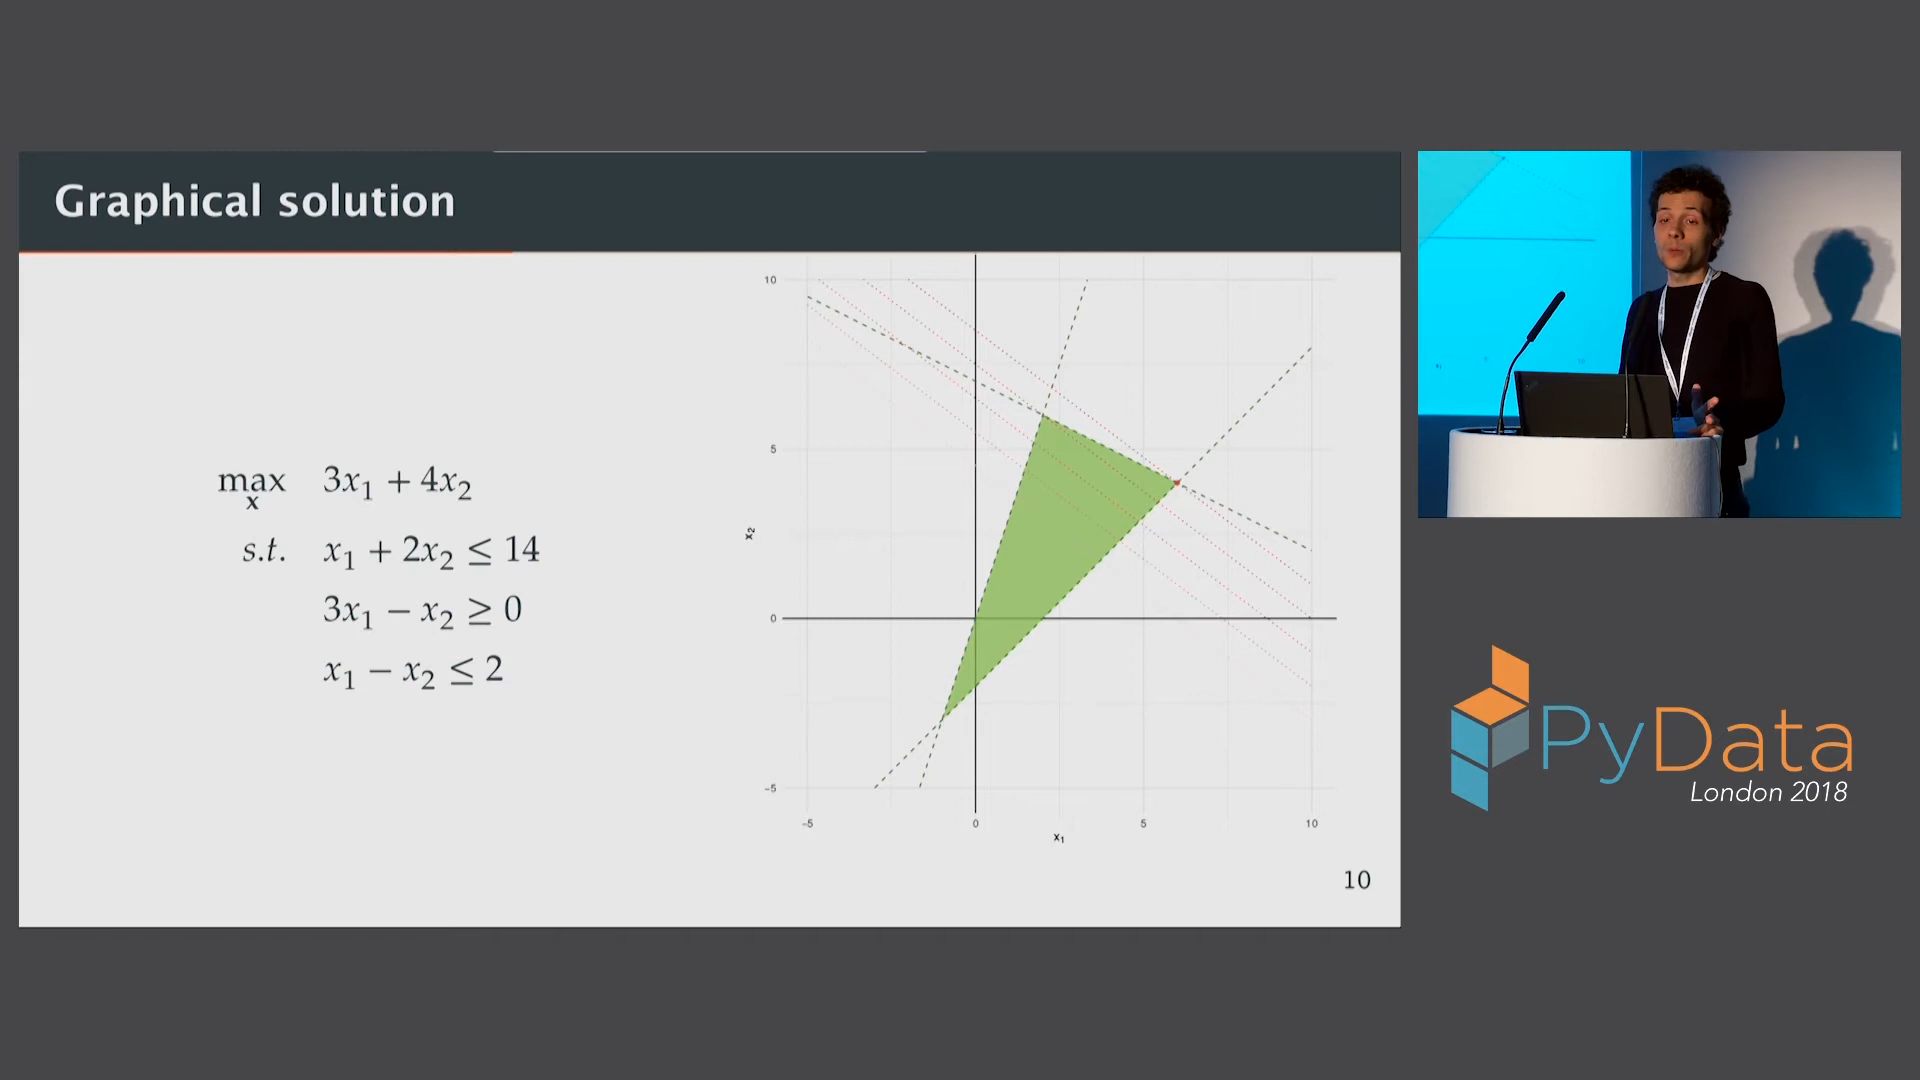 Graphical solution
max 3x₁ + 4x₂
x
s.t. x₁ + 2x₂ ≤ 14
3x₁ − x₂ ≥ 0
x₁ − x₂ ≤ 2
10
5
0
-5
x₂
-5 0 5 10
x₁
10
PyData
London 2018